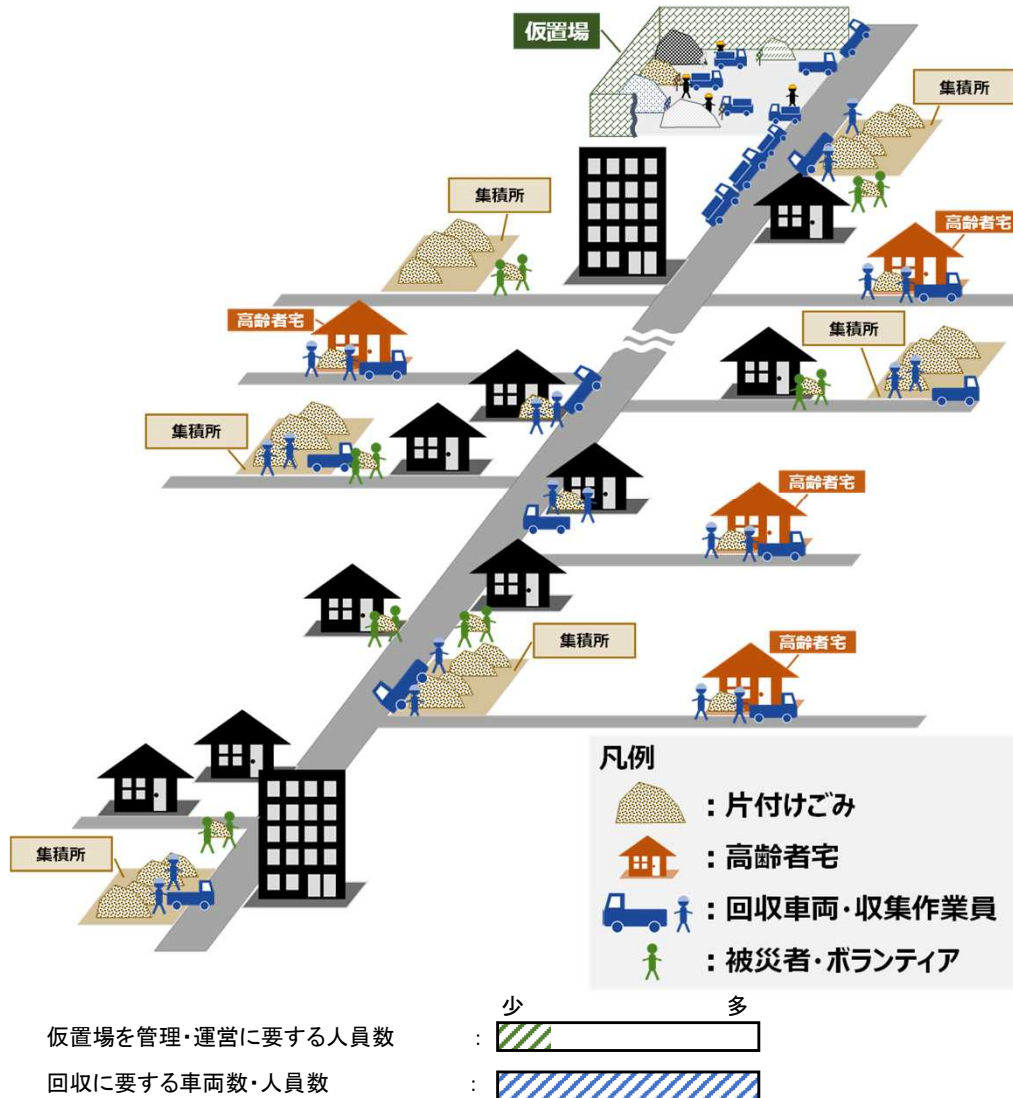 仮置場
集積所
集積所
高齢者宅
高齢者宅
集積所
集積所
高齢者宅
集積所
高齢者宅
集積所
凡例
：片付けごみ
：高齢者宅
：回収車両・収集作業員
：被災者・ボランティア
少 多
仮置場を管理・運営に要する人員数 :
回収に要する車両数・人員数 :